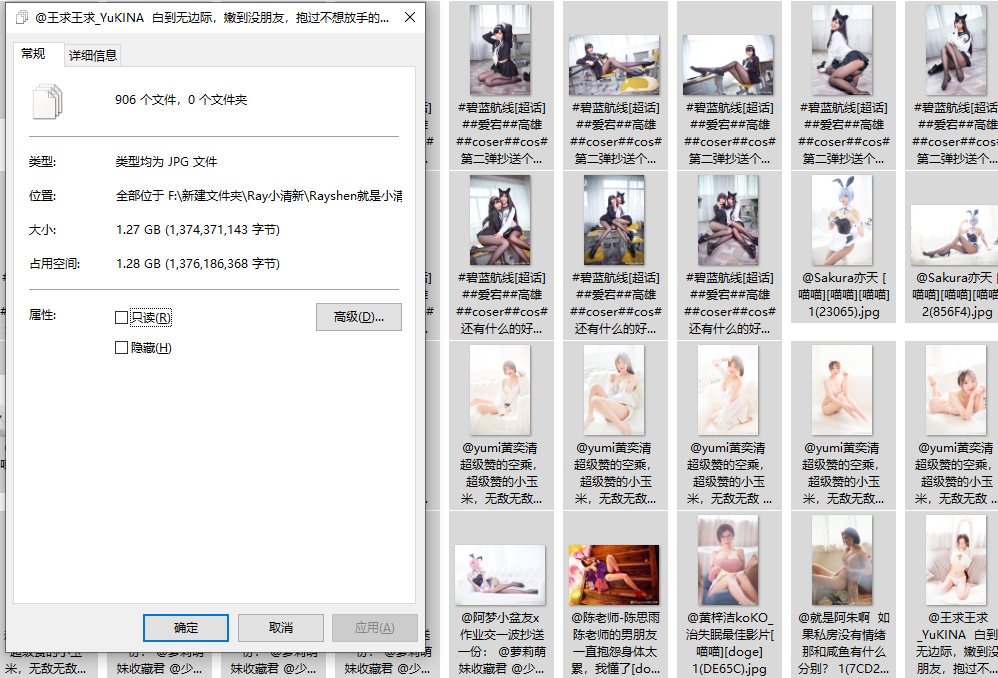 @王求王求_YuKINA 白到无边际，嫩到没朋友，抱过不想放手的...
常规
详细信息
906 个文件，0 个文件夹
类型:
类型均为 JPG 文件
位置:
全部位于 F:\新建文件夹\Ray小清新\Rayshen就是小清
大小:
1.27 GB (1,374,371,143 字节)
占用空间:
1.28 GB (1,376,186,368 字节)
属性:
只读(R)
高级(D)...
隐藏(H)
确定
取消
应用(A)
#碧蓝航线[超话]
##爱宕##高雄
##coser##cos#
第二弹抄送个...
#碧蓝航线[超话]
##爱宕##高雄
##coser##cos#
第二弹抄送个...
#碧蓝航线[超话]
##爱宕##高雄
##coser##cos#
第二弹抄送个...
#碧蓝航线[超话]
##爱宕##高雄
##coser##cos#
第二弹抄送个...
#碧蓝航线[超话]
##爱宕##高雄
##coser##cos#
第二弹抄送个...
#碧蓝航线[超话]
##爱宕##高雄
##coser##cos#
还有什么的好...
#碧蓝航线[超话]
##爱宕##高雄
##coser##cos#
还有什么的好...
#碧蓝航线[超话]
##爱宕##高雄
##coser##cos#
还有什么的好...
@Sakura亦天 [
喵喵][喵喵][喵喵]
1(23065).jpg
@Sakura亦天 [
喵喵][喵喵][喵喵
2(856F4).jpg
@yumi黄奕清
超级赞的空乘，
超级赞的小玉
米，无敌无敌...
@yumi黄奕清
超级赞的空乘，
超级赞的小玉
米，无敌无敌...
@yumi黄奕清
超级赞的空乘，
超级赞的小玉
米，无敌无敌 ...
@yumi黄奕清
超级赞的空乘，
超级赞的小玉
米，无敌无敌...
@yumi黄奕清
超级赞的空乘，
超级赞的小玉
米，无敌无敌...
@阿梦小盆友x
作业交一波抄送
一份： @萝莉萌
妹收藏君 @少...
@陈老师-陈思雨
陈老师的男朋友
一直抱怨身体太
累，我懂了[do...
@黄梓洁koKO_
治失眠最佳影片[
喵喵][doge]
1(DE65C).jpg
@就是阿朱啊 如
果私房没有情绪
那和咸鱼有什么
分别？ 1(7CD2...
@王求王求
_YuKINA 白到
无边际，嫩到没
朋友，抱过不...
超级赞的小玉
米，无敌无敌...
一份： @萝莉萌
妹收藏君 @少...
一份： @萝莉萌
妹收藏君 @少...
一份： @萝莉萌
妹收藏君 @少...